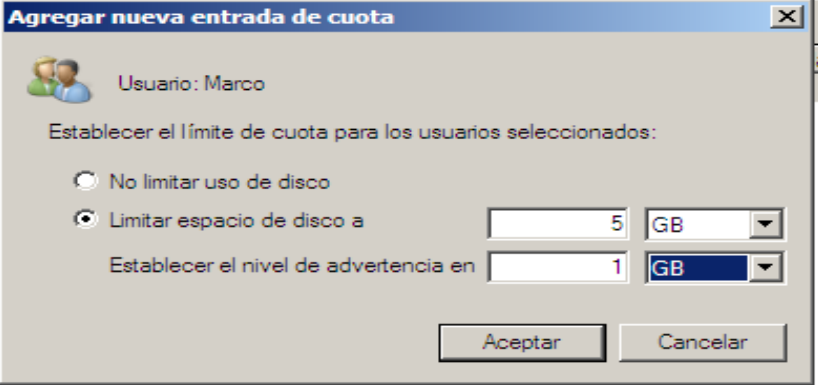 Agregar nueva entrada de cuota
Usuario: Marco
Establecer el límite de cuota para los usuarios seleccionados:
No limitar uso de disco
Limitar espacio de disco a 5 GB
Establecer el nivel de advertencia en 1 GB
Aceptar Cancelar